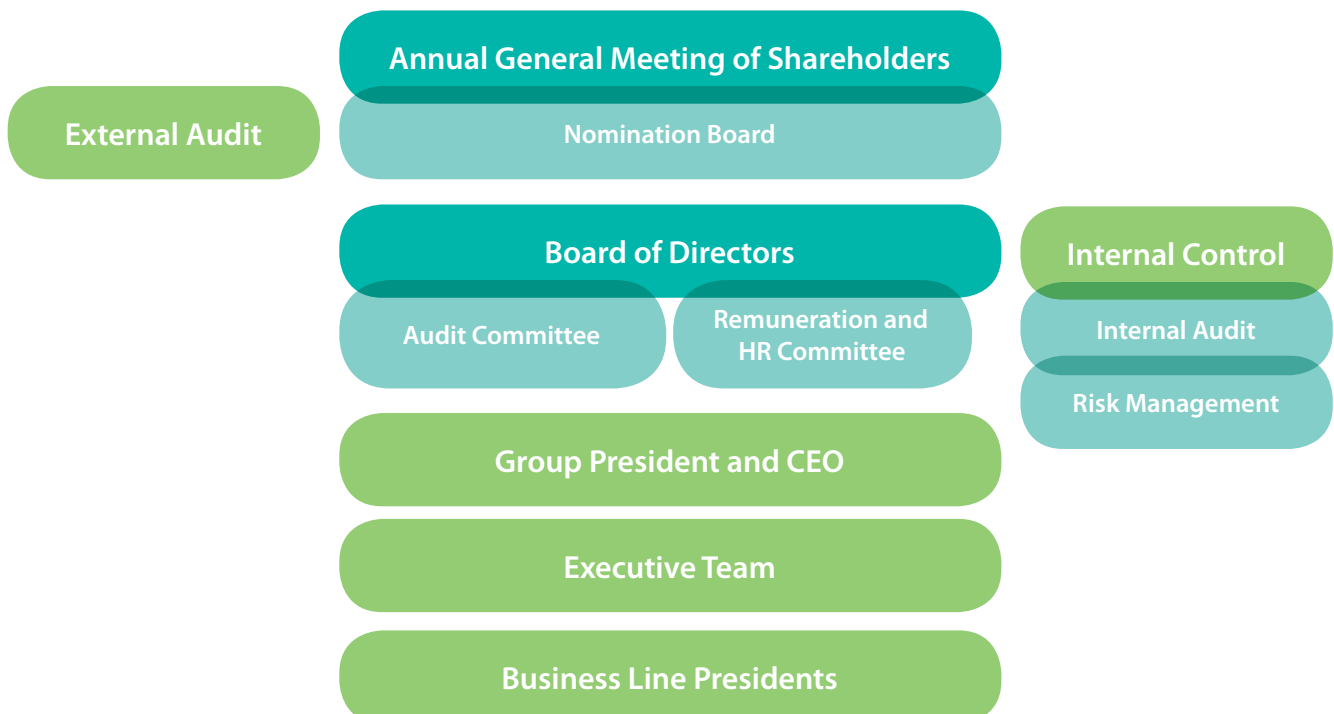 Annual General Meeting of Shareholders
External Audit
Nomination Board
Board of Directors
Internal Control
Audit Committee
Remuneration and
HR Committee
Internal Audit
Risk Management
Group President and CEO
Executive Team
Business Line Presidents